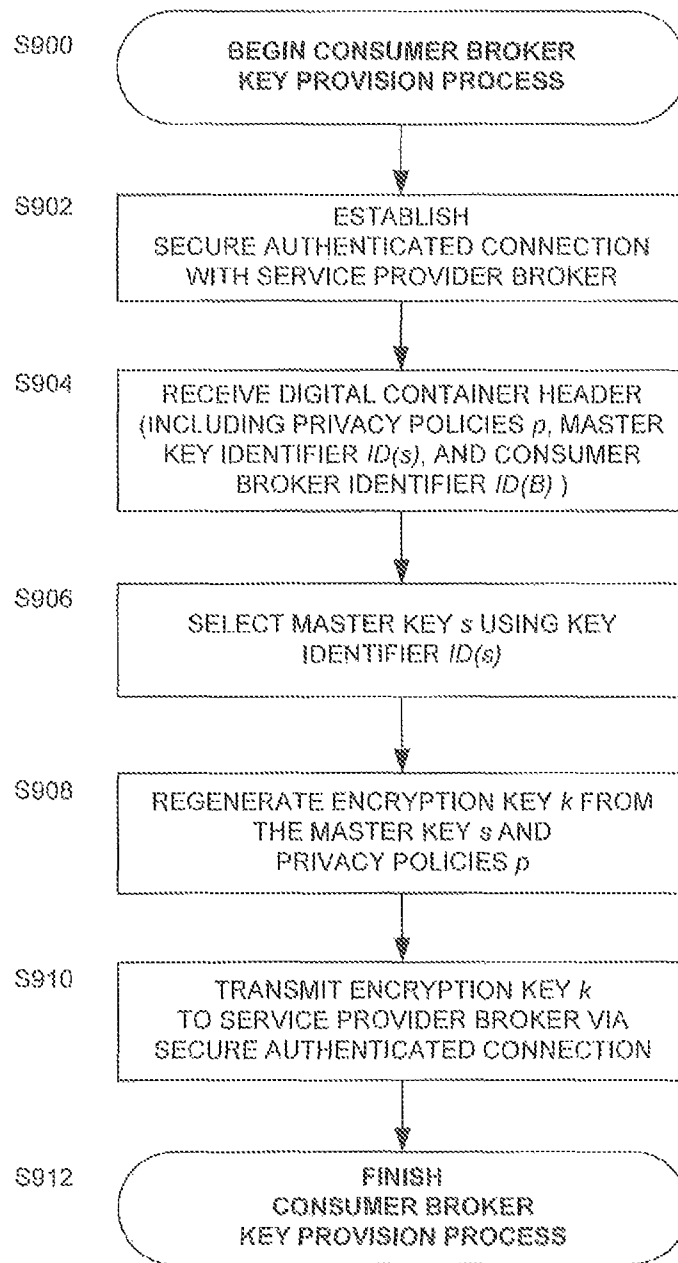 S900
BEGIN CONSUMER BROKER
KEY PROVISION PROCESS
S902
ESTABLISH
SECURE AUTHENTICATED CONNECTION
WITH SERVICE PROVIDER BROKER
S904
RECEIVE DIGITAL CONTAINER HEADER
(INCLUDING PRIVACY POLICIES p, MASTER
KEY IDENTIFIER ID(s), AND CONSUMER
BROKER IDENTIFIER ID(B) )
S906
SELECT MASTER KEY s USING KEY
IDENTIFIER ID(s)
S908
REGENERATE ENCRYPTION KEY k FROM
THE MASTER KEY s AND
PRIVACY POLICIES p
S910
TRANSMIT ENCRYPTION KEY k
TO SERVICE PROVIDER BROKER VIA
SECURE AUTHENTICATED CONNECTION
S912
FINISH
CONSUMER BROKER
KEY PROVISION PROCESS